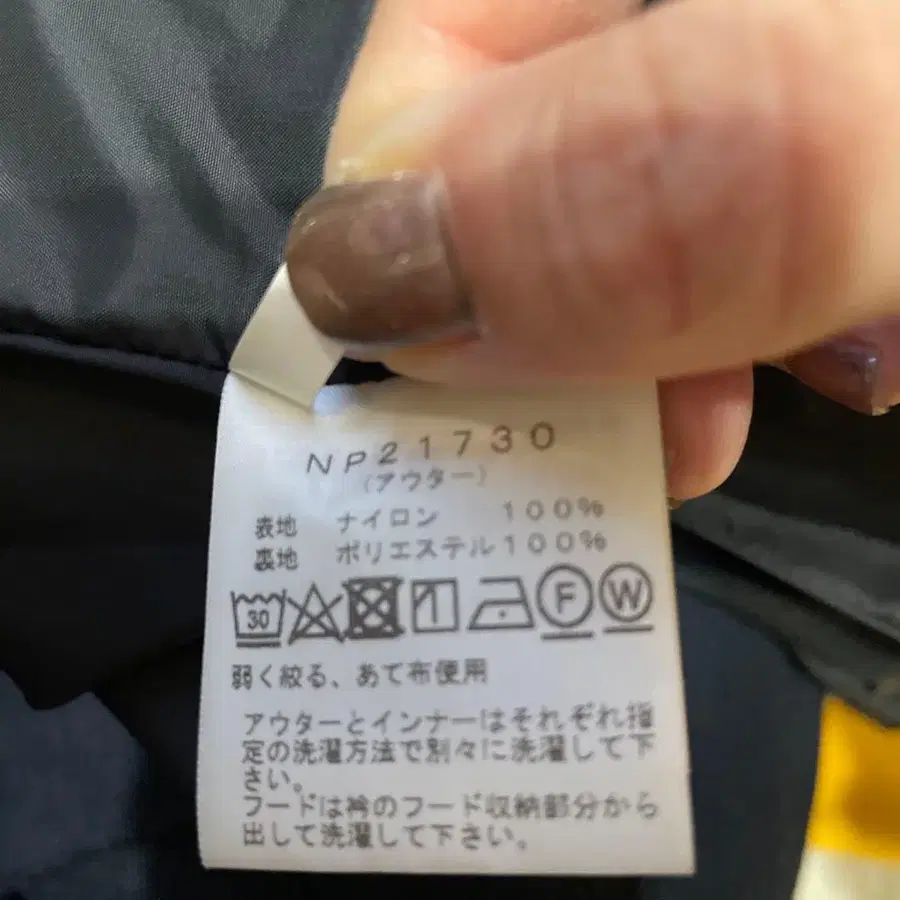 NP21730
(アウター)
表地 ナイロン 100%
裏地 ポリエステル100%
30 F W
弱く絞る、あて布使用
アウターとインナーはそれぞれ指
定の洗濯方法で別々に洗濯して下
さい。
フードは衿のフード収納部分から
出して洗濯して下さい。